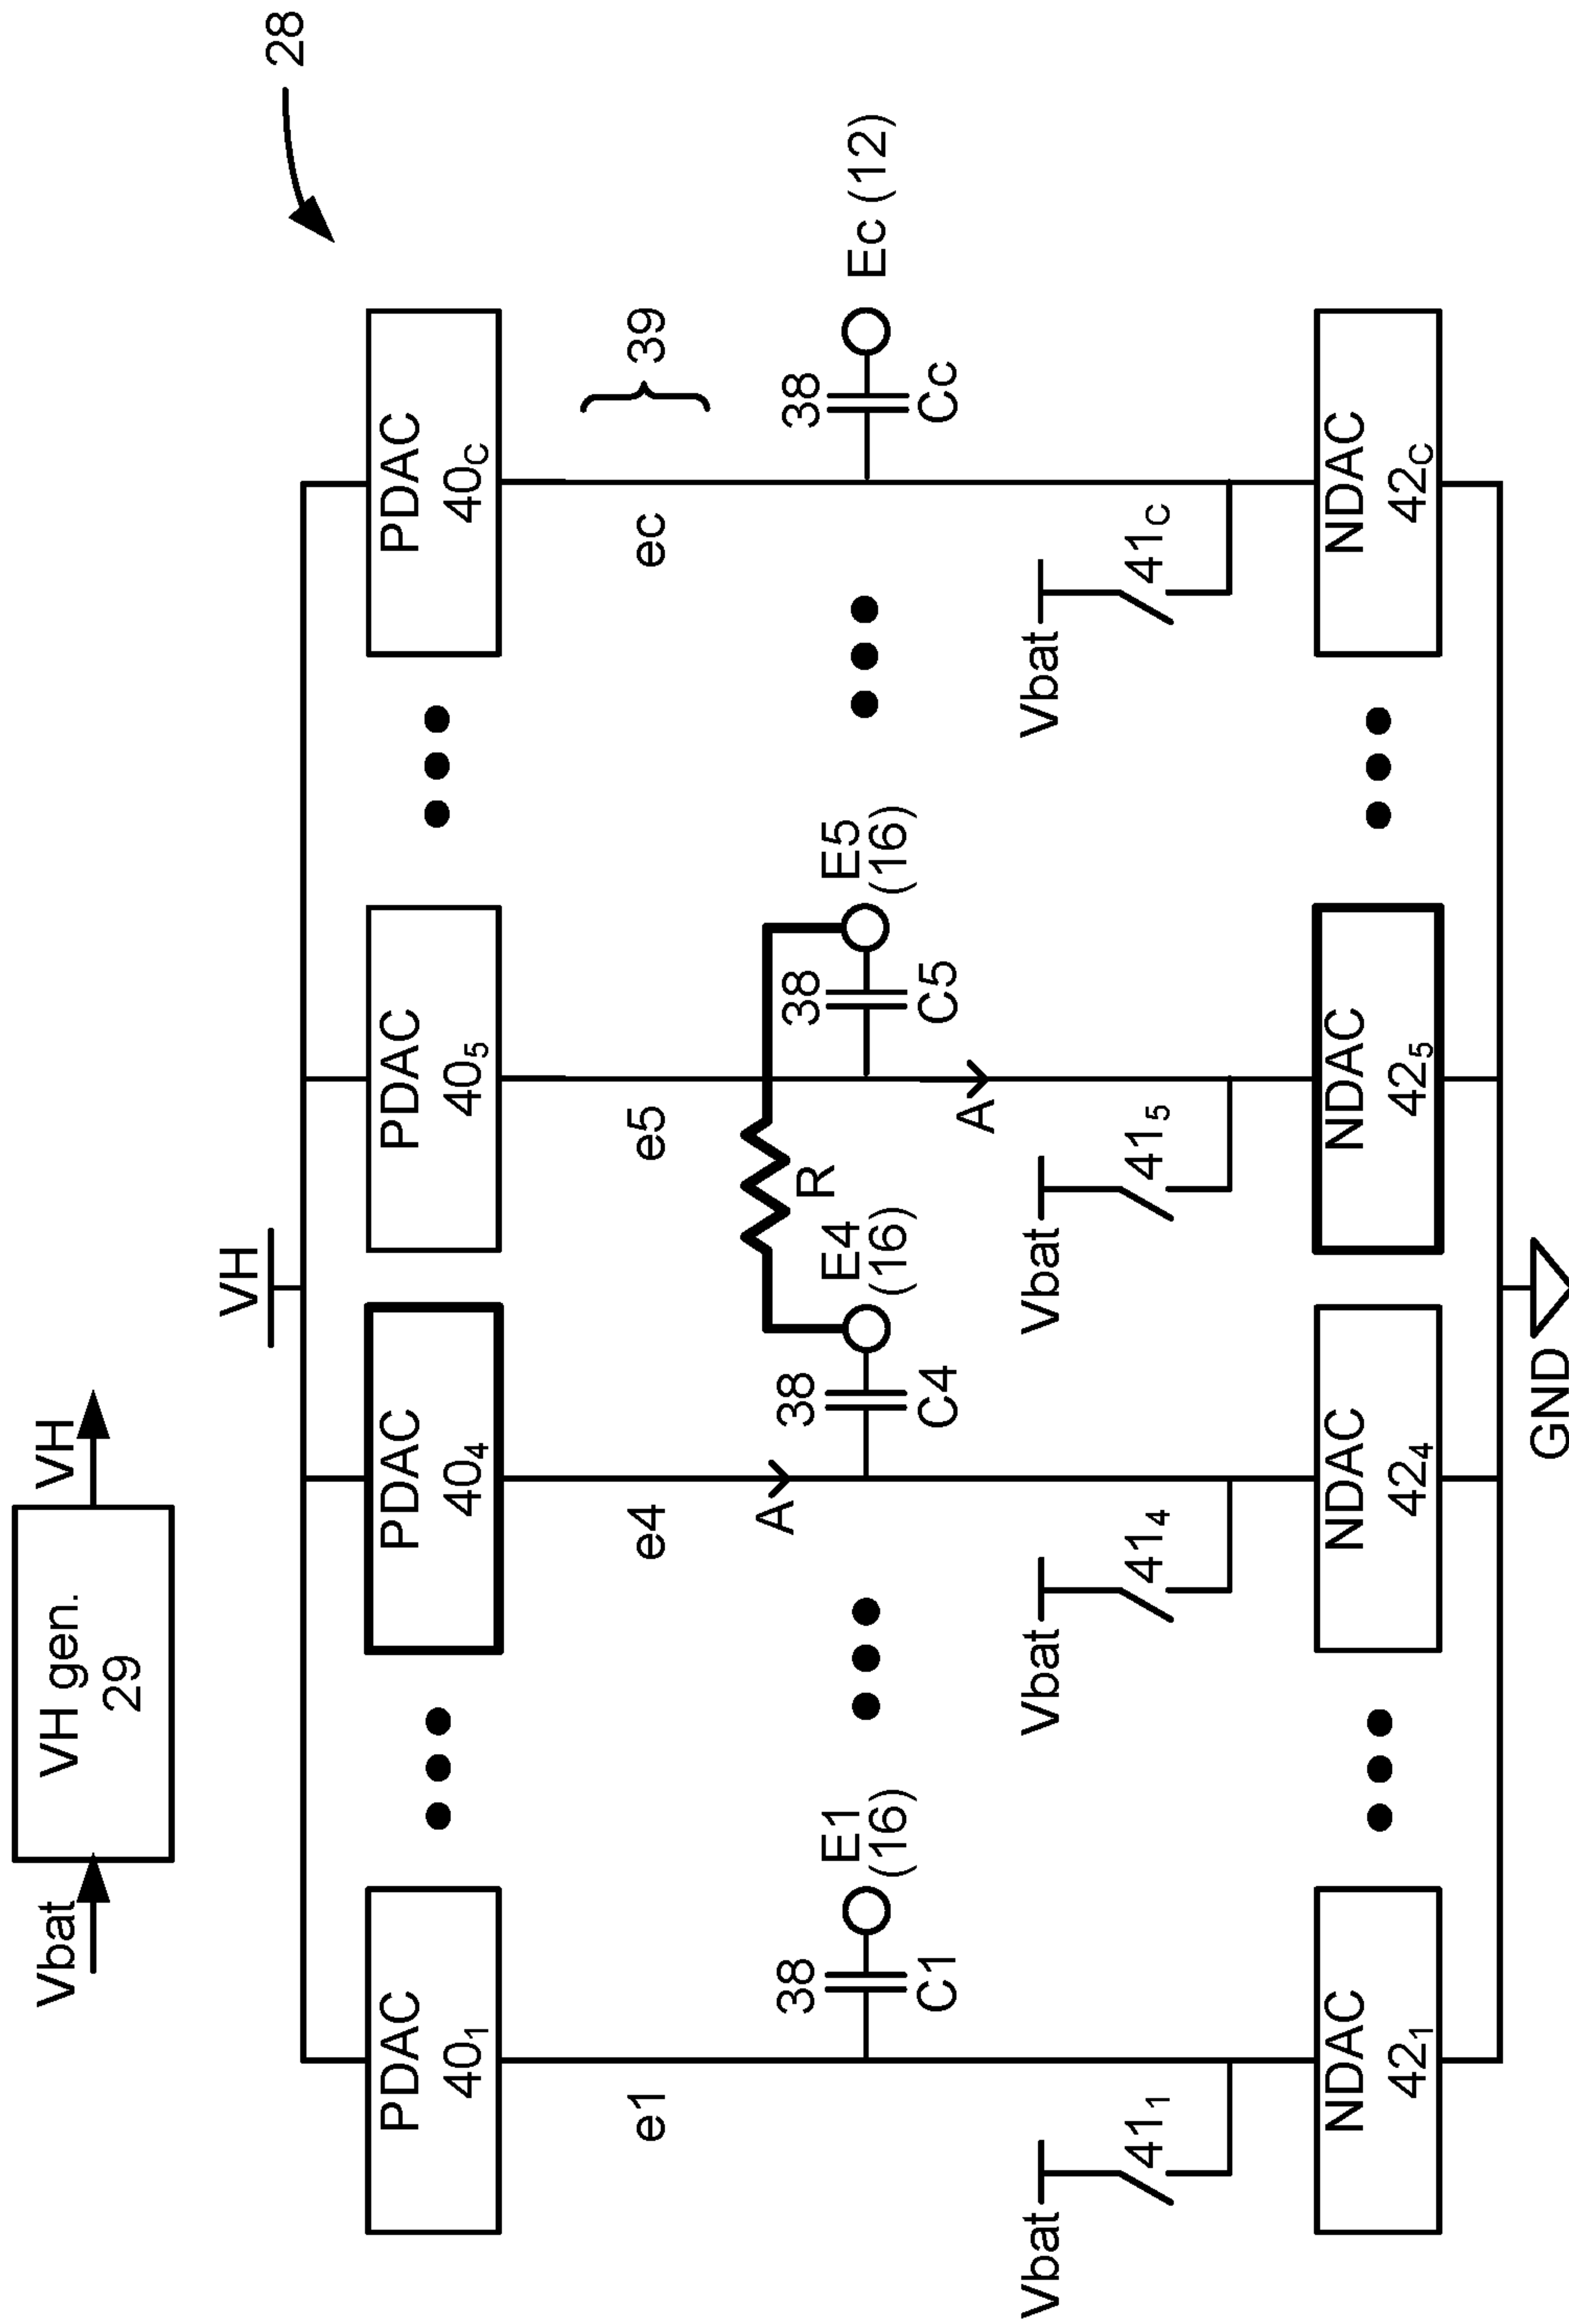 28
Vbat
VH gen.
29
VH
VH
PDAC
40₁
PDAC
40₄
PDAC
40₅
PDAC
40C
e1
e4
e5
ec
39
A
R
38
C1
E1
(16)
38
C4
E4
(16)
38
C5
E5
(16)
38
Cc
Ec (12)
A
Vbat
41₁
Vbat
41₄
Vbat
41₅
Vbat
41C
NDAC
42₁
NDAC
42₄
NDAC
42₅
NDAC
42C
GND